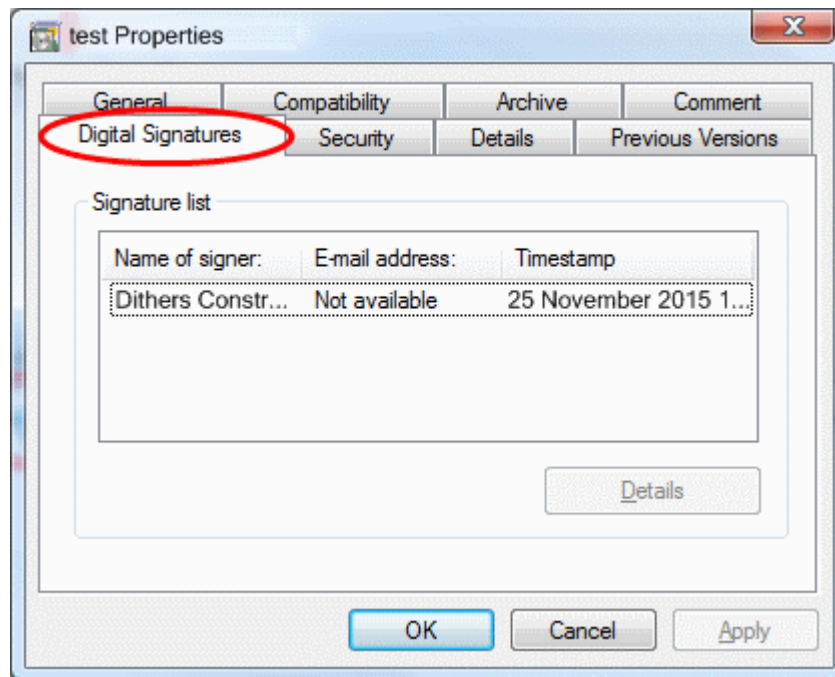 test Properties
General Compatibility Archive Comment
Digital Signatures Security Details Previous Versions
Signature list
Name of signer: E-mail address: Timestamp
Dithers Constr... Not available 25 November 2015 1...
Details
OK Cancel Apply